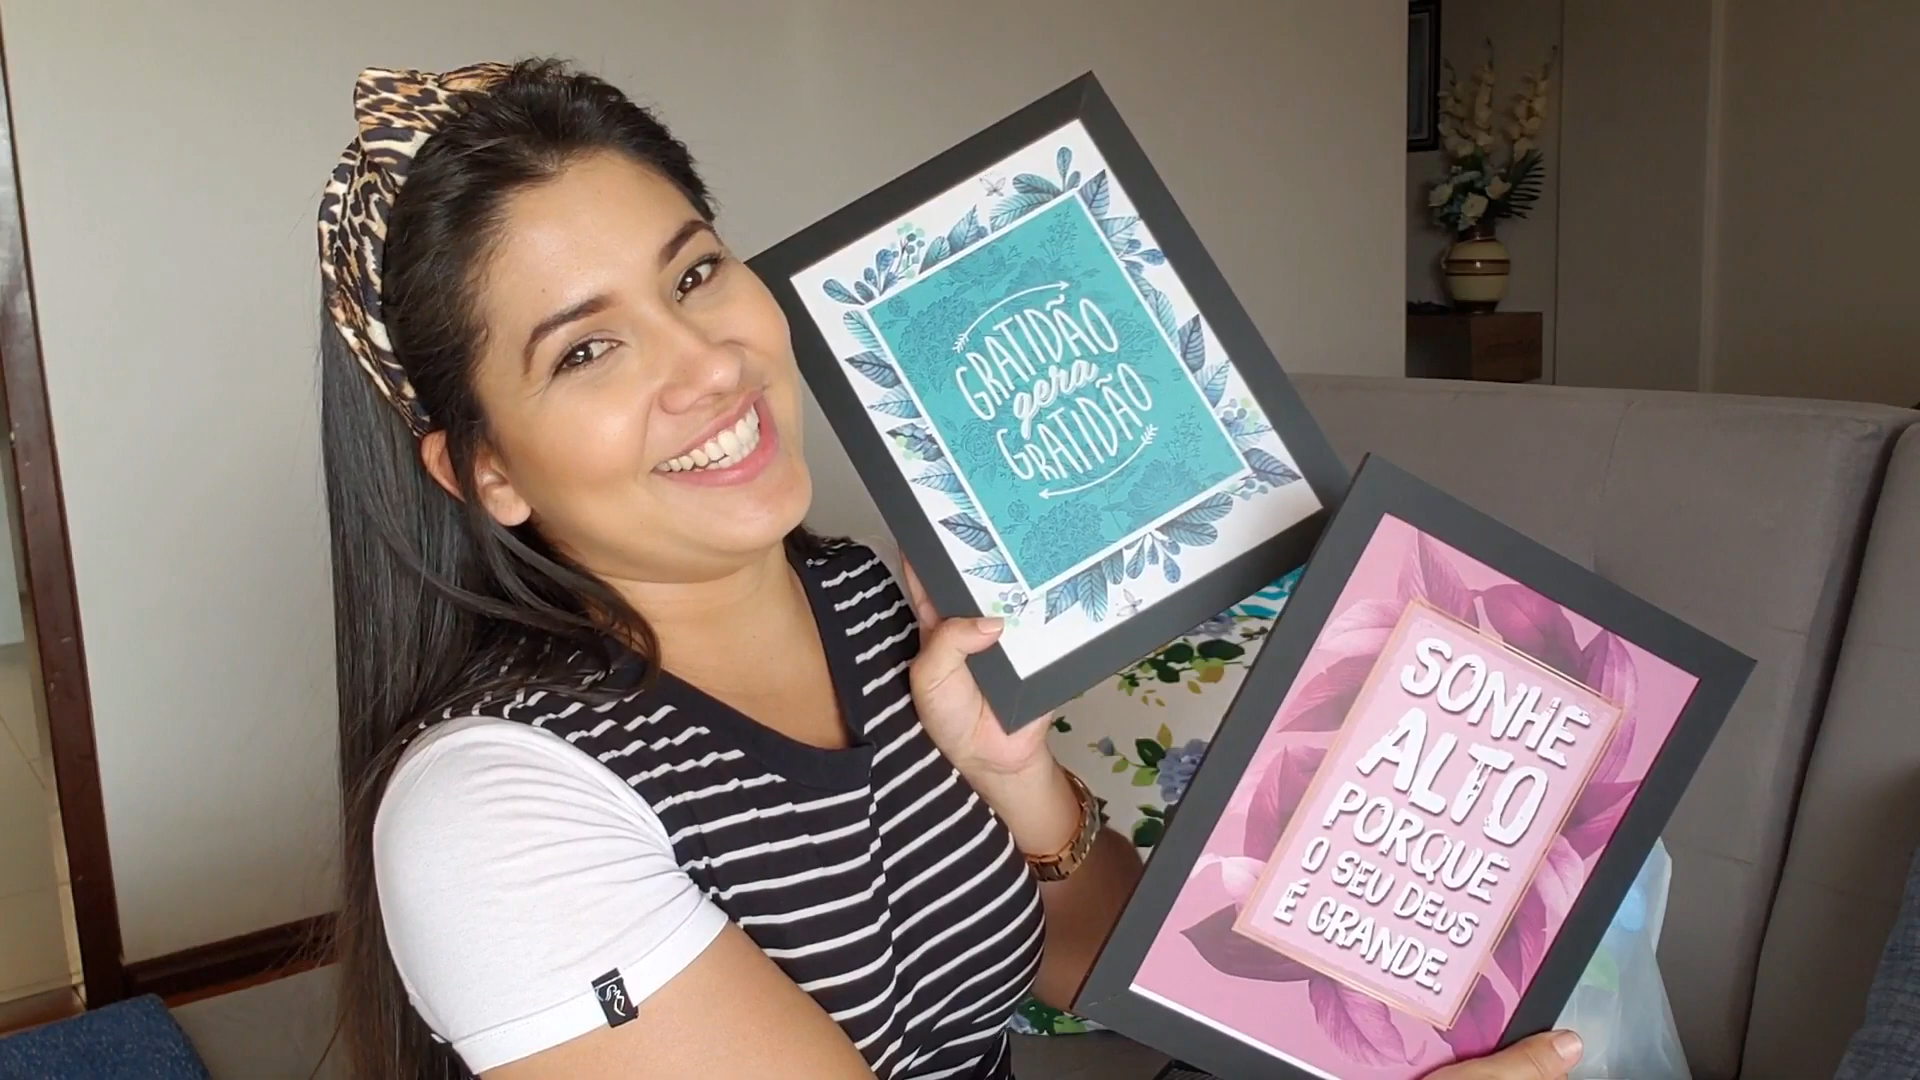 GRATIDÃO
gera
GRATIDÃO
SONHE
ALTO
PORQUE
O SEU DEUS
É GRANDE.